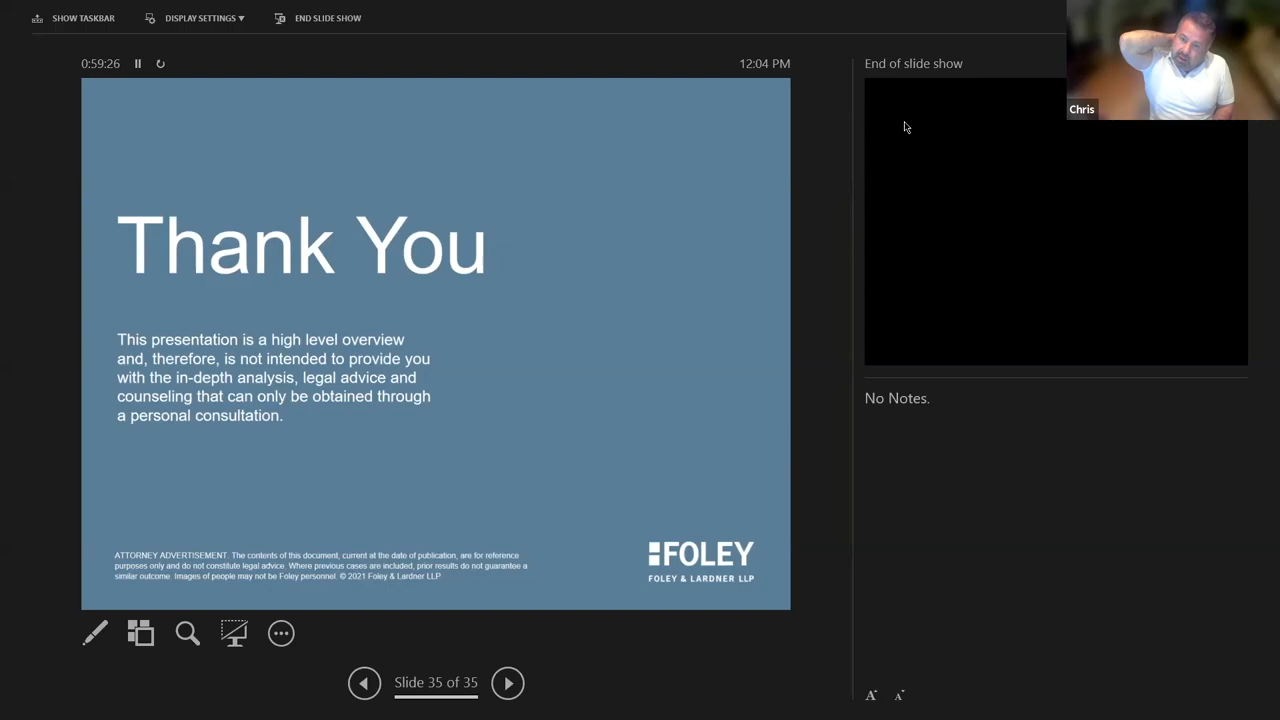 SHOW TASKBAR
DISPLAY SETTINGS ▼
END SLIDE SHOW
0:59:26
12:04 PM
End of slide show
Chris
Thank You
This presentation is a high level overview
and, therefore, is not intended to provide you
with the in-depth analysis, legal advice and
counseling that can only be obtained through
a personal consultation.
No Notes.
ATTORNEY ADVERTISEMENT. The contents of this document, current at the date of publication, are for reference
purposes only and do not constitute legal advice. Where previous cases are included, prior results do not guarantee a
similar outcome. Images of people may not be Foley personnel. © 2021 Foley & Lardner LLP
FOLEY
FOLEY & LARDNER LLP
Slide 35 of 35
A A